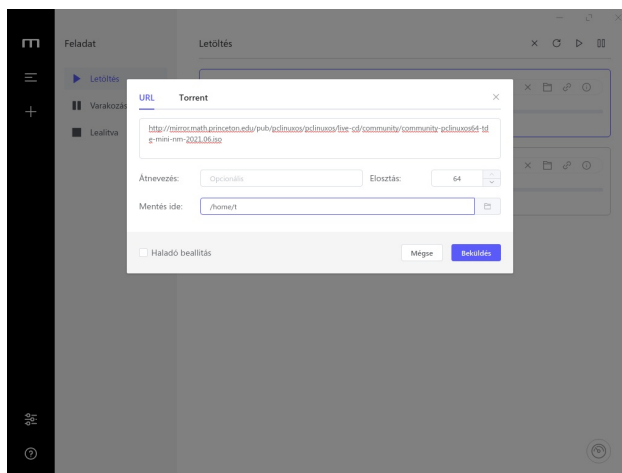 m
Feladat
Letöltés
Letöltés
Varakozás
Lealitva
URL
Torrent
http://mirror.math.princeton.edu/pub/pclinuxos/pclinuxos/live-cd/community/community-pclinuxos64-td
e-mini-nm-2021.06.iso
Átnevezés:
Opcionális
Elosztás:
64
Mentés ide:
/home/t
Haladó beallítás
Mégse
Beküldés